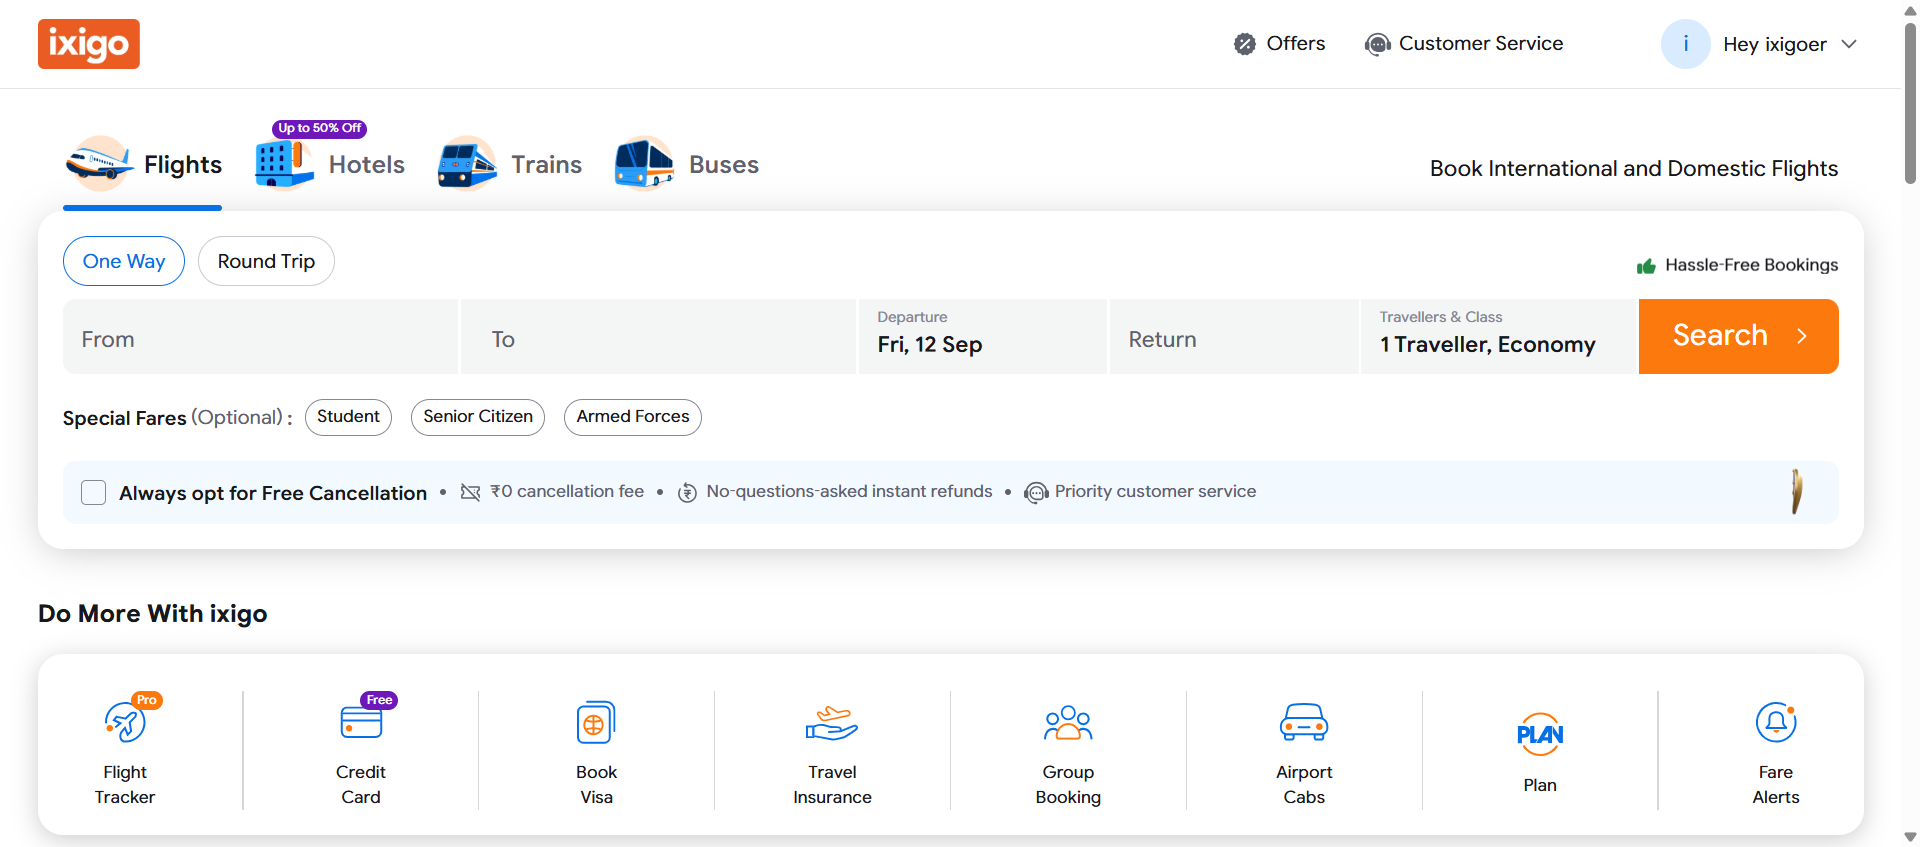 ixigo
Offers
Customer Service
i
Hey ixigoer
Flights
Up to 50% Off
Hotels
Trains
Buses
Book International and Domestic Flights
One Way
Round Trip
Hassle-Free Bookings
From
To
Departure
Fri, 12 Sep
Return
Travellers & Class
1 Traveller, Economy
Search
Special Fares (Optional) :
Student
Senior Citizen
Armed Forces
Always opt for Free Cancellation • ₹0 cancellation fee • No-questions-asked instant refunds • Priority customer service
Do More With ixigo
Pro
Flight
Tracker
Free
Credit
Card
Book
Visa
Travel
Insurance
Group
Booking
Airport
Cabs
PLAN
Plan
Fare
Alerts